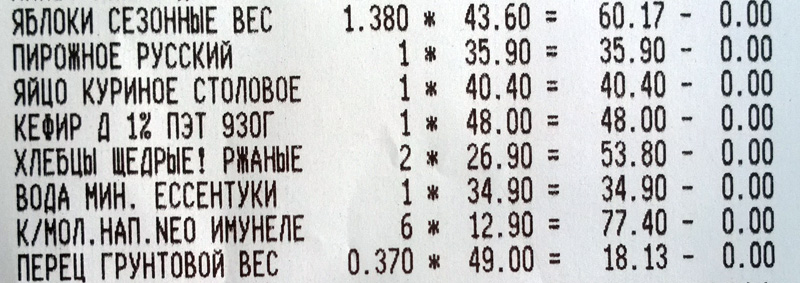 ЯБЛОКИ СЕЗОННЫЕ ВЕС 1.380 * 43.60 = 60.17 - 0.00
ПИРОЖНОЕ РУССКИЙ 1 * 35.90 = 35.90 - 0.00
ЯЙЦО КУРИНОЕ СТОЛОВОЕ 1 * 40.40 = 40.40 - 0.00
КЕФИР Д 1% ПЭТ 930Г 1 * 48.00 = 48.00 - 0.00
ХЛЕБЦЫ ЩЕДРЫЕ! РЖАНЫЕ 2 * 26.90 = 53.80 - 0.00
ВОДА МИН. ЕССЕНТУКИ 1 * 34.90 = 34.90 - 0.00
К/МОЛ.НАП.NEO ИМУНЕЛЕ 6 * 12.90 = 77.40 - 0.00
ПЕРЕЦ ГРУНТОВОЙ ВЕС 0.370 * 49.00 = 18.13 - 0.00